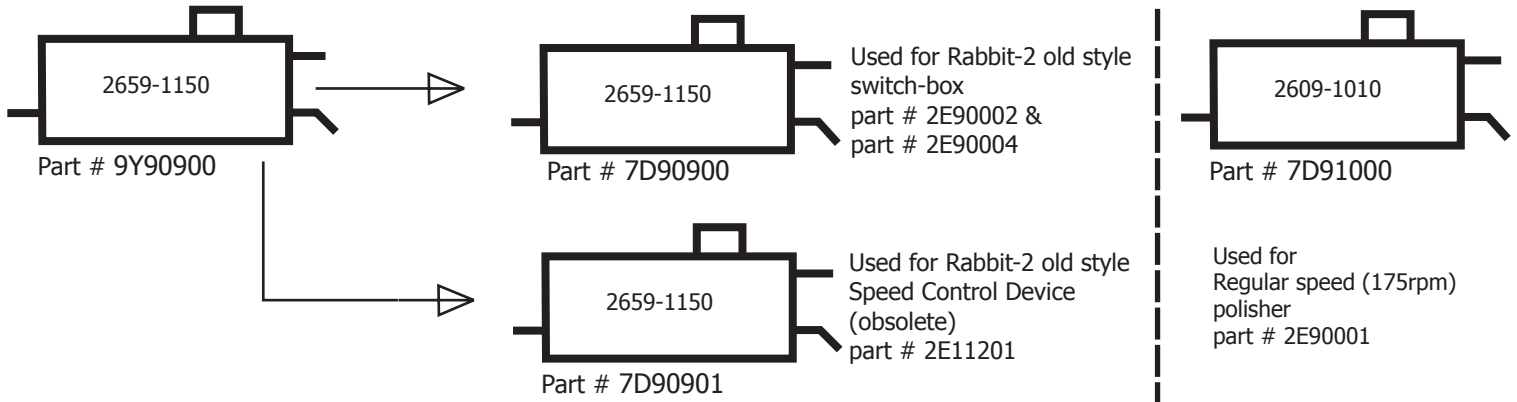 2659-1150
Part # 9Y90900
2659-1150
Part # 7D90900
Used for Rabbit-2 old style
switch-box
part # 2E90002 &
part # 2E90004
2659-1150
Part # 7D90901
Used for Rabbit-2 old style
Speed Control Device
(obsolete)
part # 2E11201
2609-1010
Part # 7D91000
Used for
Regular speed (175rpm)
polisher
part # 2E90001